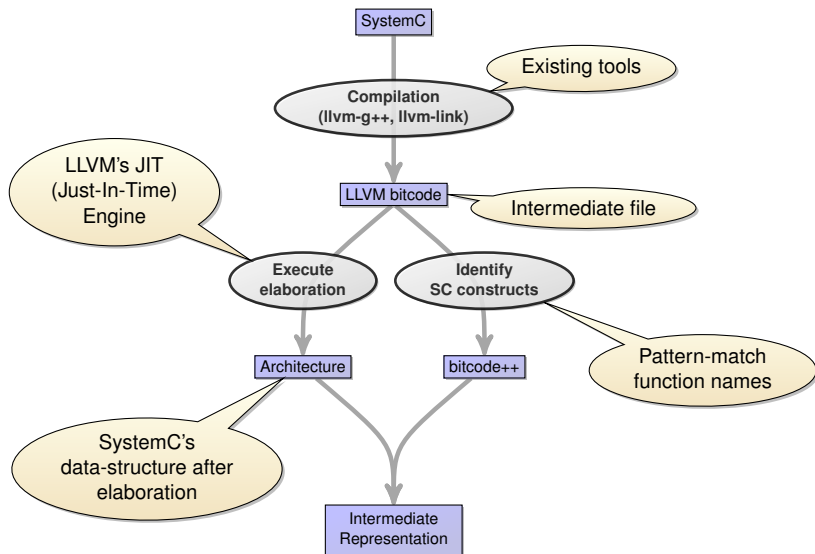 SystemC
Existing tools
Compilation
(llvm-g++, llvm-link)
LLVM's JIT
(Just-In-Time)
Engine
LLVM bitcode
Intermediate file
Execute
elaboration
Identify
SC constructs
Architecture
bitcode++
Pattern-match
function names
SystemC's
data-structure after
elaboration
Intermediate
Representation